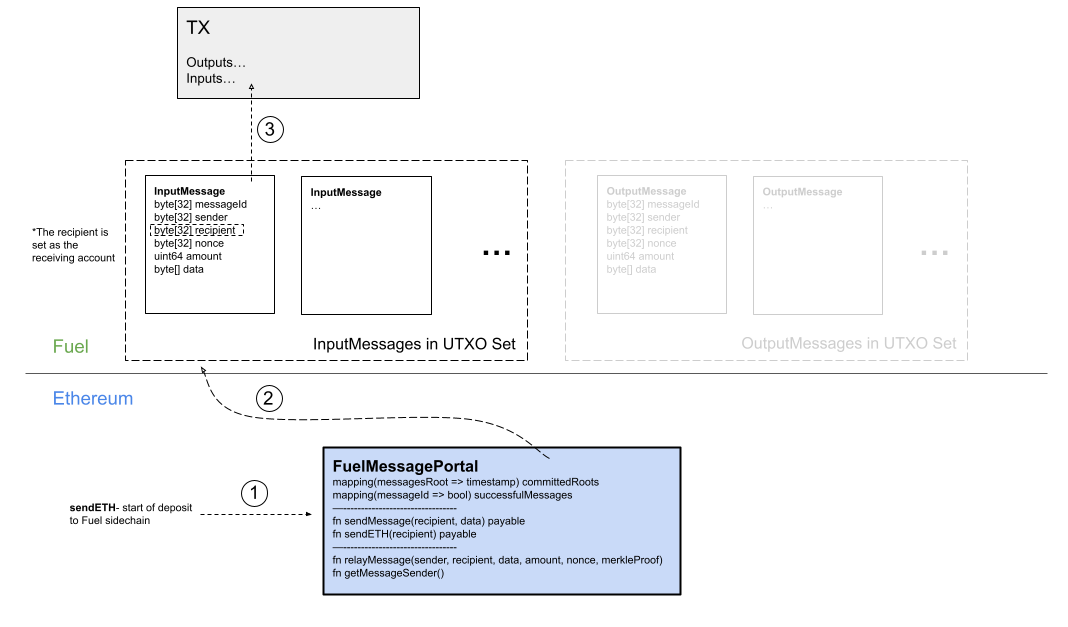 TX
Outputs…
Inputs…
3
InputMessage
byte[32] messageId
byte[32] sender
byte[32] recipient
byte[32] nonce
uint64 amount
byte[] data
InputMessage
…
...
InputMessages in UTXO Set
OutputMessage
byte[32] messageId
byte[32] sender
byte[32] recipient
byte[32] nonce
uint64 amount
byte[] data
OutputMessage
…
...
OutputMessages in UTXO Set
*The recipient is
set as the
receiving account
Fuel
Ethereum
2
1
sendETH- start of deposit
to Fuel sidechain
FuelMessagePortal
mapping(messagesRoot => timestamp) committedRoots
mapping(messageId => bool) successfulMessages
—---------------------------------
fn sendMessage(recipient, data) payable
fn sendETH(recipient) payable
—---------------------------------
fn relayMessage(sender, recipient, data, amount, nonce, merkleProof)
fn getMessageSender()